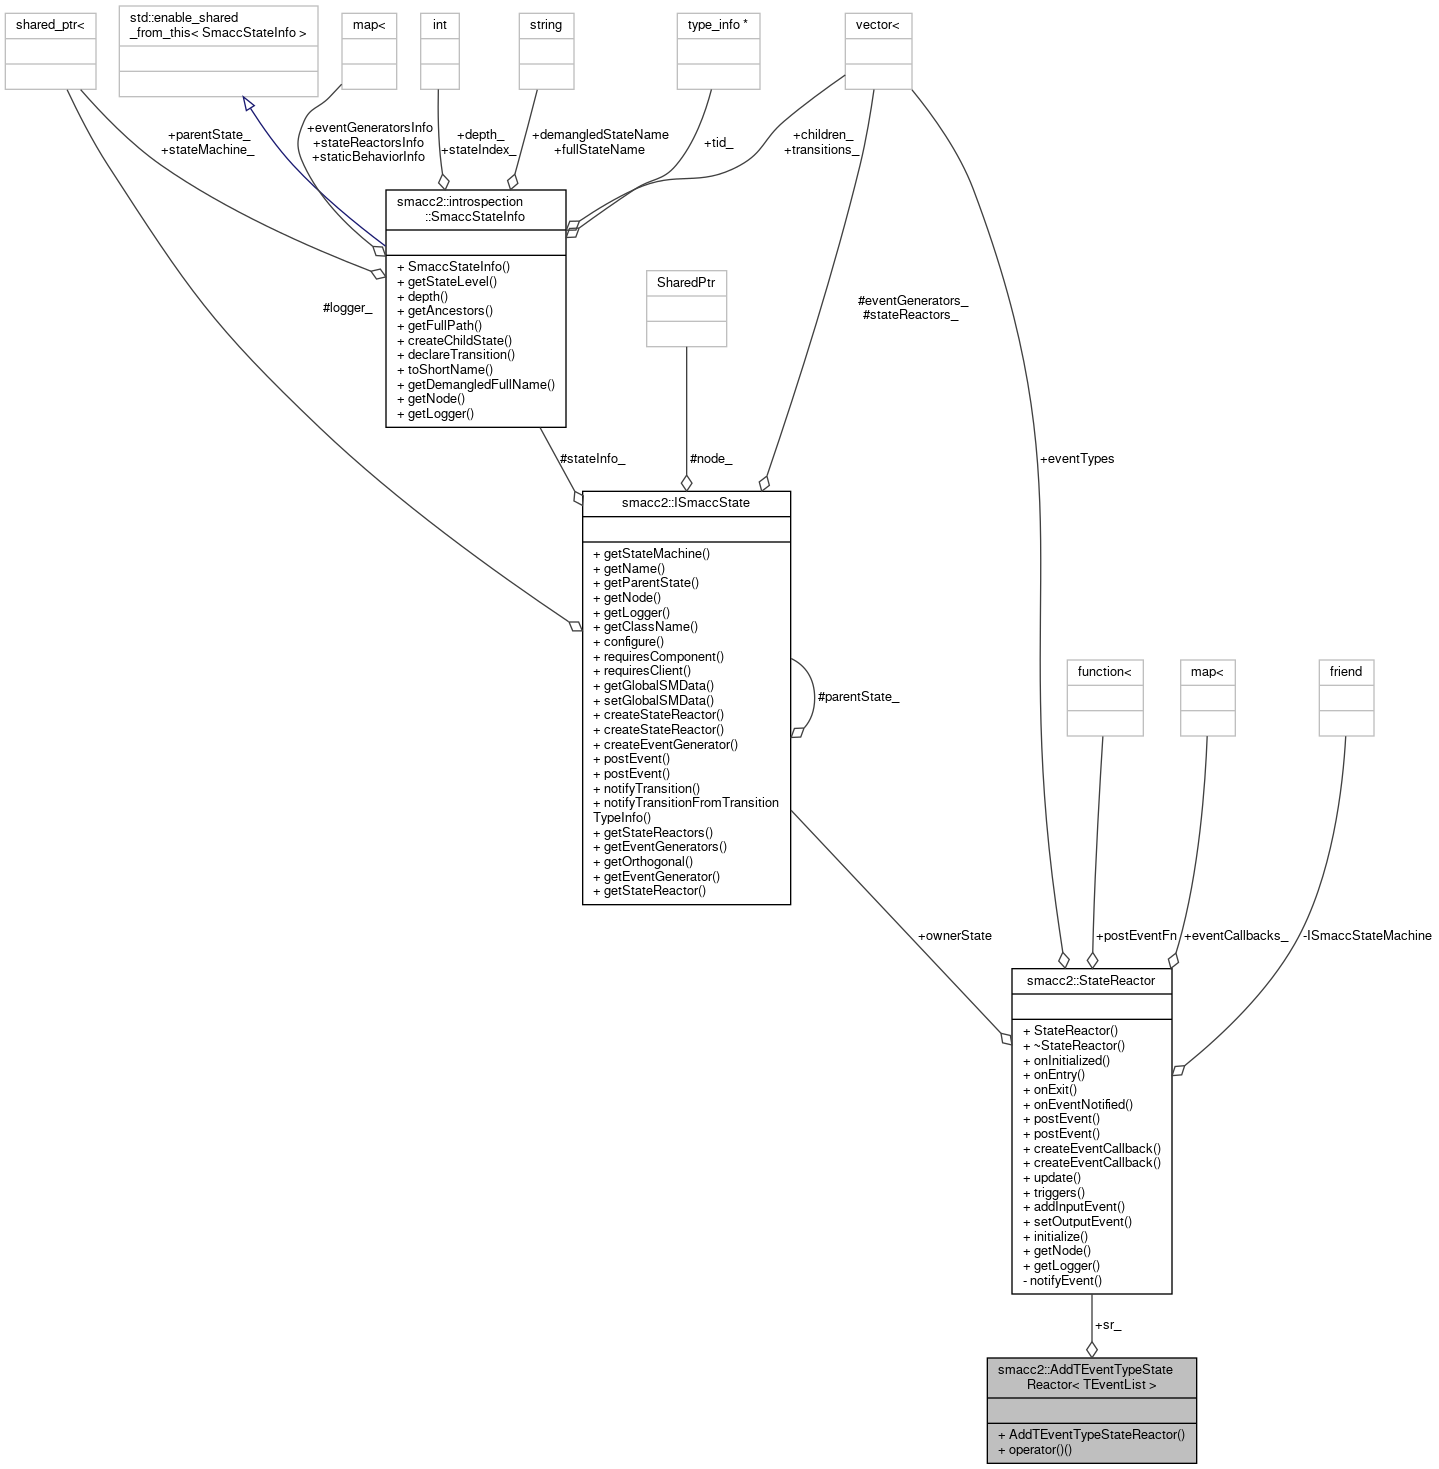 shared_ptr<
std::enable_shared
_from_this< SmaccStateInfo >
map<
int
string
type_info *
vector<
+parentState_
+stateMachine_
+eventGeneratorsInfo
+stateReactorsInfo
+staticBehaviorInfo
+depth_
+stateIndex_
+demangledStateName
+fullStateName
+tid_
+children_
+transitions_
smacc2::introspection
::SmaccStateInfo
+ SmaccStateInfo()
+ getStateLevel()
+ depth()
+ getAncestors()
+ getFullPath()
+ createChildState()
+ declareTransition()
+ toShortName()
+ getDemangledFullName()
+ getNode()
+ getLogger()
SharedPtr
#logger_
#eventGenerators_
#stateReactors_
#stateInfo_
#node_
+eventTypes
smacc2::ISmaccState
+ getStateMachine()
+ getName()
+ getParentState()
+ getNode()
+ getLogger()
+ getClassName()
+ configure()
+ requiresComponent()
+ requiresClient()
+ getGlobalSMData()
+ setGlobalSMData()
+ createStateReactor()
+ createStateReactor()
+ createEventGenerator()
+ postEvent()
+ postEvent()
+ notifyTransition()
+ notifyTransitionFromTransition
TypeInfo()
+ getStateReactors()
+ getEventGenerators()
+ getOrthogonal()
+ getEventGenerator()
+ getStateReactor()
#parentState_
function<
map<
friend
+ownerState
+postEventFn
+eventCallbacks_
-ISmaccStateMachine
smacc2::StateReactor
+ StateReactor()
+ ~StateReactor()
+ onInitialized()
+ onEntry()
+ onExit()
+ onEventNotified()
+ postEvent()
+ postEvent()
+ createEventCallback()
+ createEventCallback()
+ update()
+ triggers()
+ addInputEvent()
+ setOutputEvent()
+ initialize()
+ getNode()
+ getLogger()
- notifyEvent()
+sr_
smacc2::AddTEventTypeState
Reactor< TEventList >
+ AddTEventTypeStateReactor()
+ operator()()